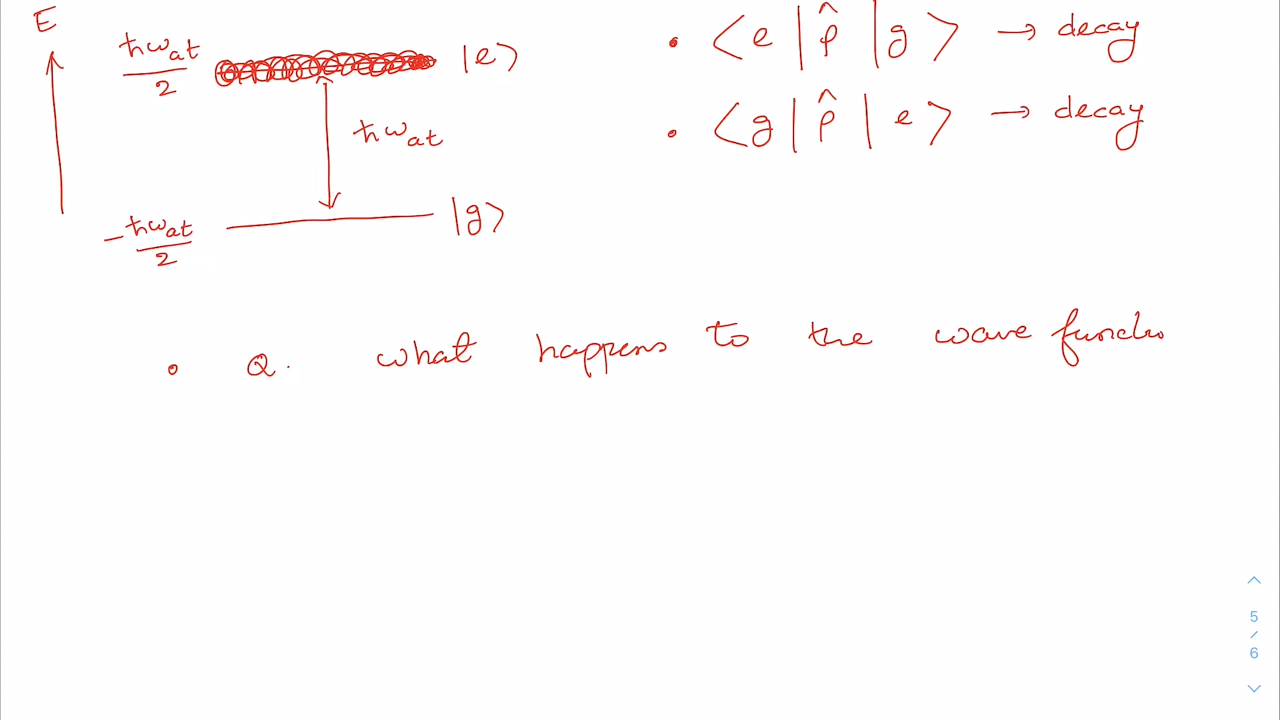 E
ħω_at/2 |e⟩
ħω_at
-ħω_at/2 |g⟩
• ⟨e|ρ̂|g⟩ → decay
• ⟨g|ρ̂|e⟩ → decay
• Q. what happens to the wave functio
5
/
6